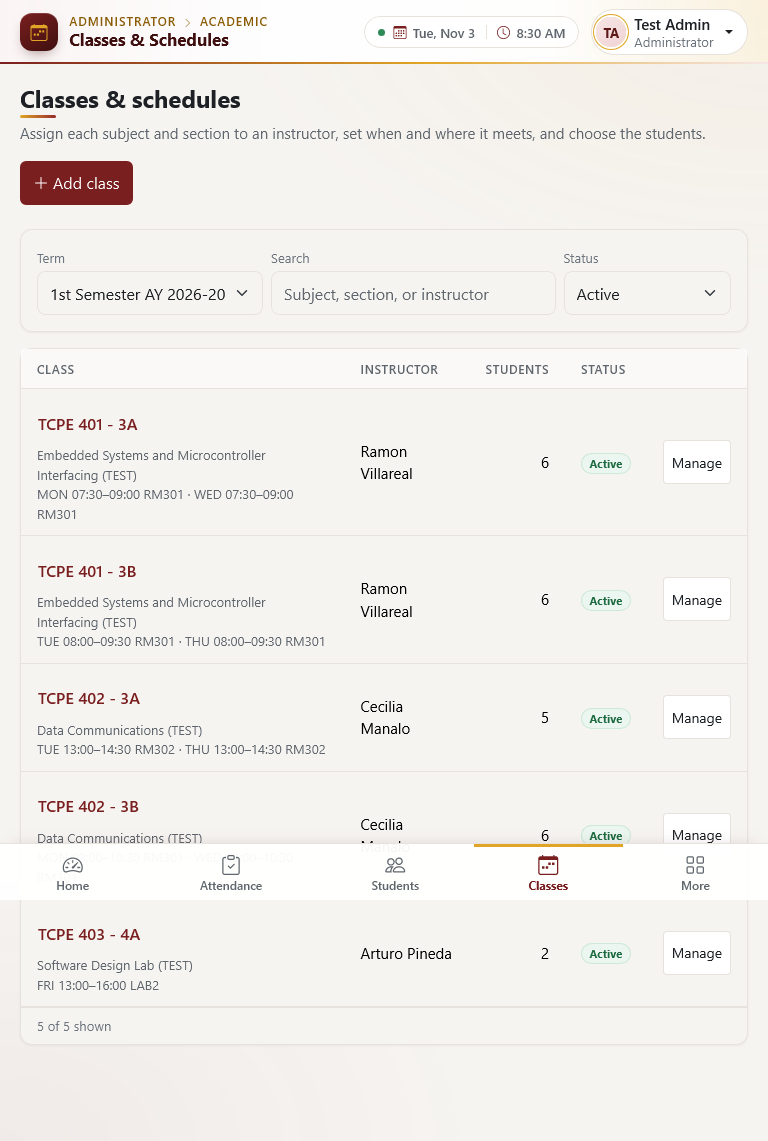 ADMINISTRATOR > ACADEMIC
Classes & Schedules
Tue, Nov 3
8:30 AM
TA
Test Admin
Administrator
Classes & schedules
Assign each subject and section to an instructor, set when and where it meets, and choose the students.
+ Add class
Term
Search
Status
1st Semester AY 2026-20
Subject, section, or instructor
Active
CLASS
INSTRUCTOR
STUDENTS
STATUS
TCPE 401 - 3A
Embedded Systems and Microcontroller
Interfacing (TEST)
MON 07:30–09:00 RM301 · WED 07:30–09:00
RM301
Ramon
Villareal
6
Active
Manage
TCPE 401 - 3B
Embedded Systems and Microcontroller
Interfacing (TEST)
TUE 08:00–09:30 RM301 · THU 08:00–09:30 RM301
Ramon
Villareal
6
Active
Manage
TCPE 402 - 3A
Data Communications (TEST)
TUE 13:00–14:30 RM302 · THU 13:00–14:30 RM302
Cecilia
Manalo
5
Active
Manage
TCPE 402 - 3B
Data Communications (TEST)
Cecilia
Manalo
6
Active
Manage
Home
Attendance
Students
Classes
More
TCPE 403 - 4A
Software Design Lab (TEST)
FRI 13:00–16:00 LAB2
Arturo Pineda
2
Active
Manage
5 of 5 shown